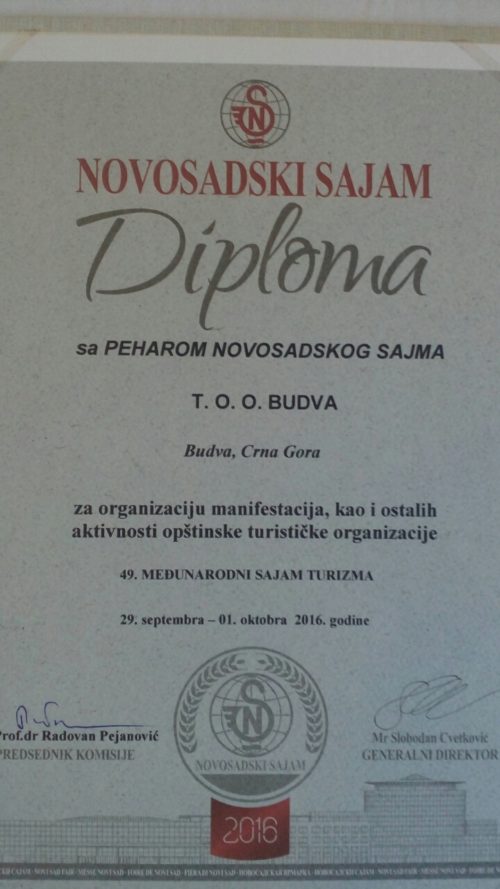 NOVOSADSKI SAJAM
Diploma
sa PEHAROM NOVOSADSKOG SAJMA
T. O. O. BUDVA
Budva, Crna Gora
za organizaciju manifestacija, kao i ostalih
aktivnosti opštinske turističke organizacije
49. MEĐUNARODNI SAJAM TURIZMA
29. septembra – 01. oktobra 2016. godine
Prof.dr Radovan Pejanović
PREDSEDNIK KOMISIJE
Mr Slobodan Cvetković
GENERALNI DIREKTOR
NOVOSADSKI SAJAM
2016